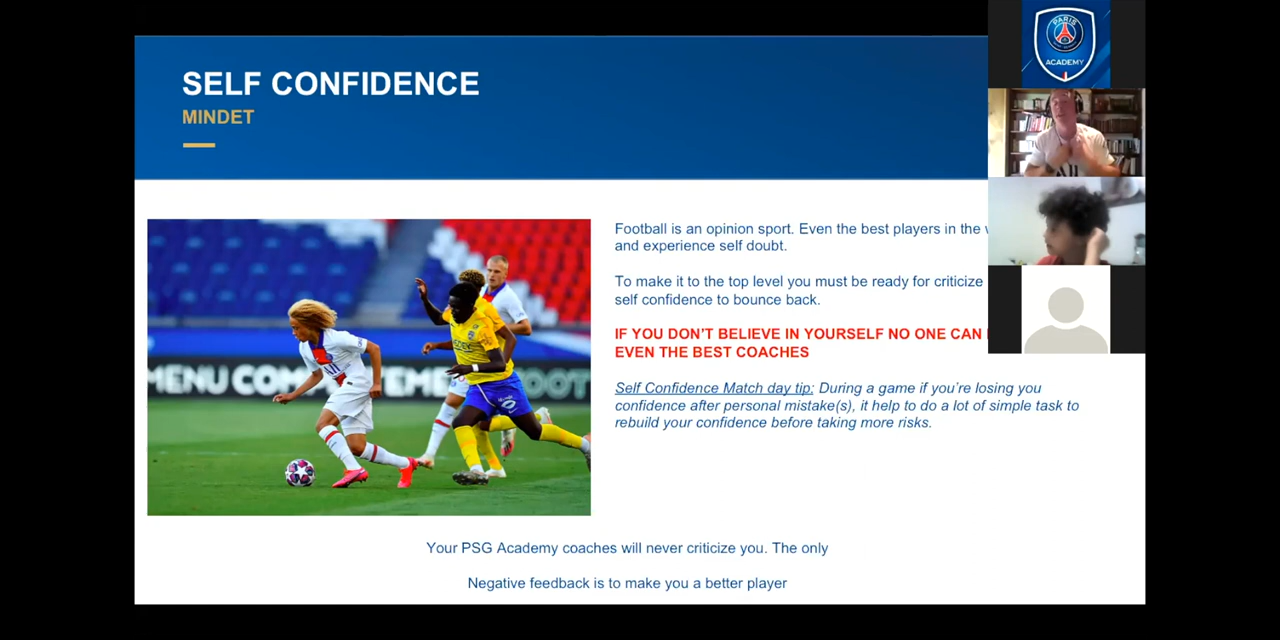 SELF CONFIDENCE
MINDET
PARIS
ACADEMY
Football is an opinion sport. Even the best players in the
and experience self doubt.
To make it to the top level you must be ready for criticize
self confidence to bounce back.
IF YOU DON'T BELIEVE IN YOURSELF NO ONE CAN
EVEN THE BEST COACHES
Self Confidence Match day tip: During a game if you're losing you
confidence after personal mistake(s), it help to do a lot of simple task to
rebuild your confidence before taking more risks.
MENU COM
FOOT
Your PSG Academy coaches will never criticize you. The only
Negative feedback is to make you a better player